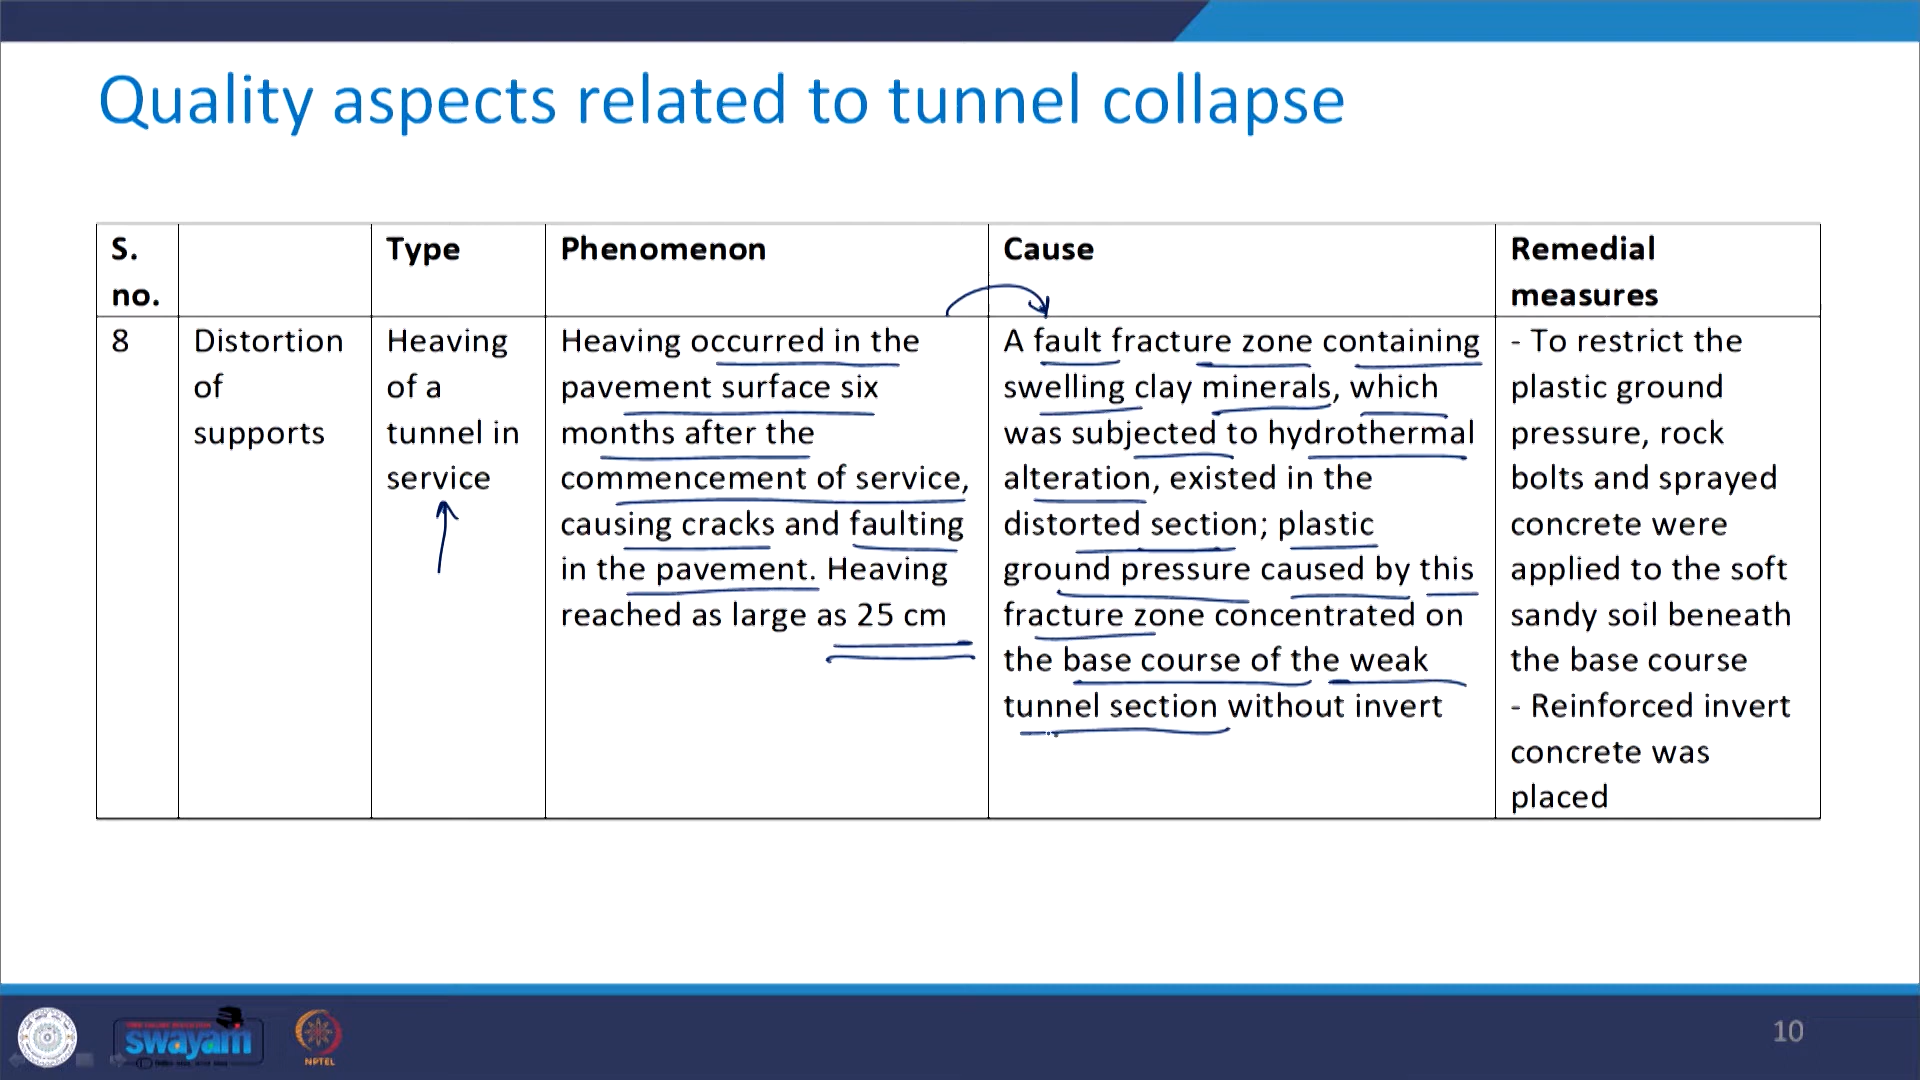 Quality aspects related to tunnel collapse
S.
no.
Type
Phenomenon
Cause
Remedial
measures
8
Distortion
of
supports
Heaving
of a
tunnel in
service
Heaving occurred in the
pavement surface six
months after the
commencement of service,
causing cracks and faulting
in the pavement. Heaving
reached as large as 25 cm
A fault fracture zone containing
swelling clay minerals, which
was subjected to hydrothermal
alteration, existed in the
distorted section; plastic
ground pressure caused by this
fracture zone concentrated on
the base course of the weak
tunnel section without invert
- To restrict the
plastic ground
pressure, rock
bolts and sprayed
concrete were
applied to the soft
sandy soil beneath
the base course
- Reinforced invert
concrete was
placed
swayam
NPTEL
10